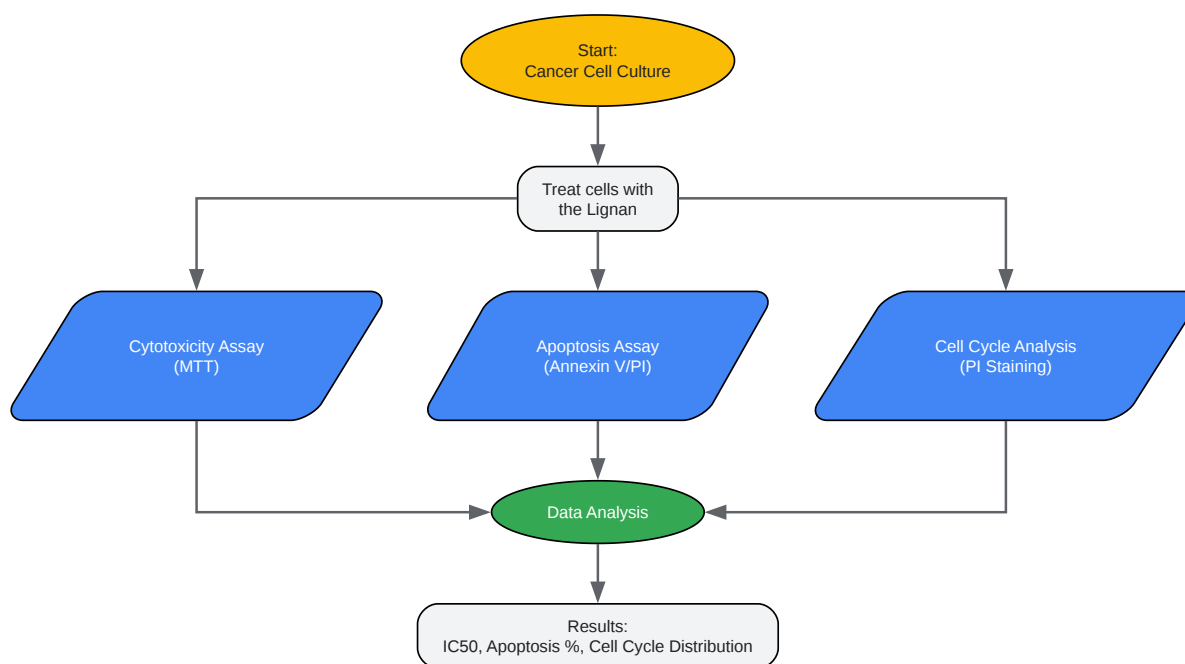 Start:
Cancer Cell Culture
Treat cells with
the Lignan
Cytotoxicity Assay
(MTT)
Apoptosis Assay
(Annexin V/PI)
Cell Cycle Analysis
(PI Staining)
Data Analysis
Results:
IC50, Apoptosis %, Cell Cycle Distribution